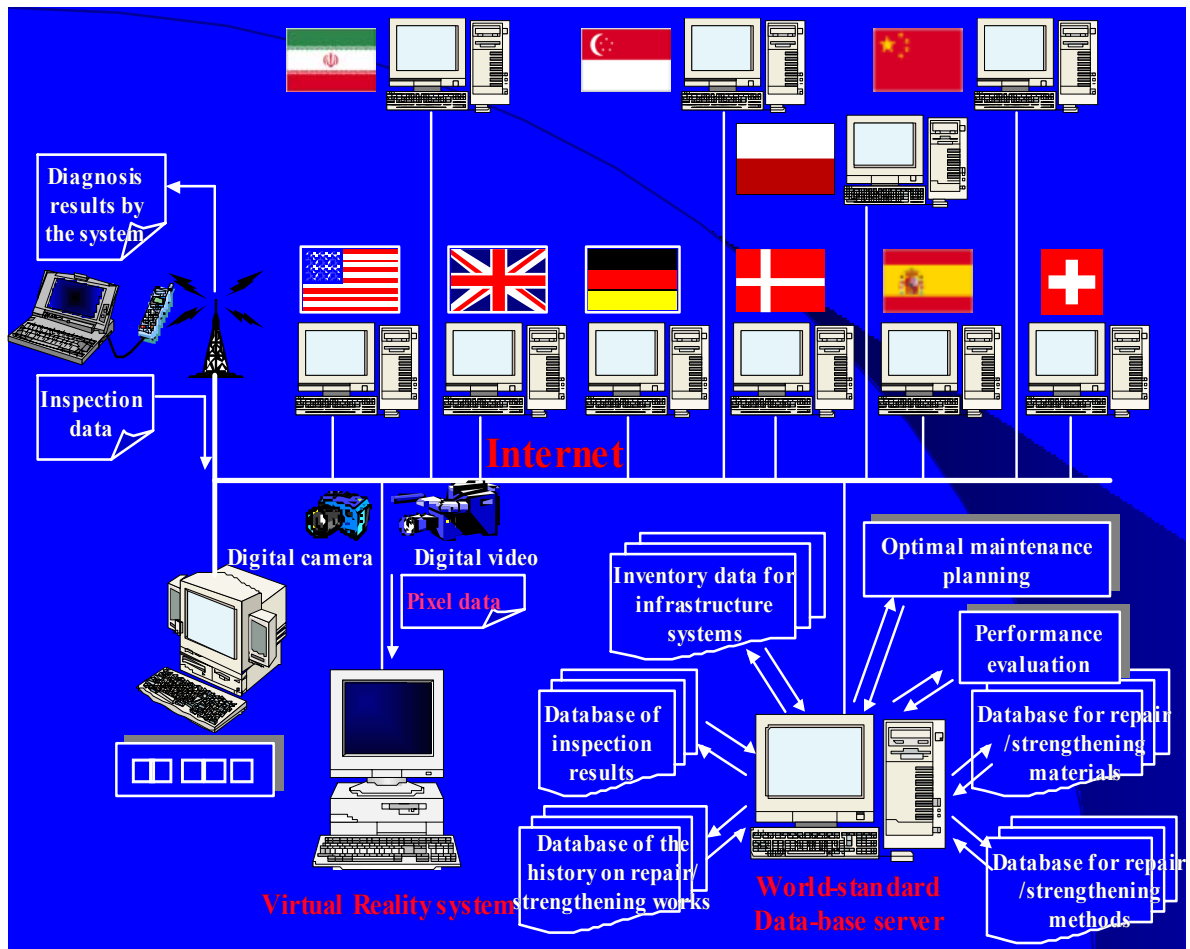 Diagnosis
results by
the system
Inspection
data
Internet
Digital camera
Digital video
Pixel data
Inventory data for
infrastructure
systems
Optimal maintenance
planning
Performance
evaluation
Database of
inspection
results
Database for repair
/strengthening
materials
Database of the
history on repair/
strengthening works
Database for repair
/strengthening
methods
Virtual Reality system
World-standard
Data-base server